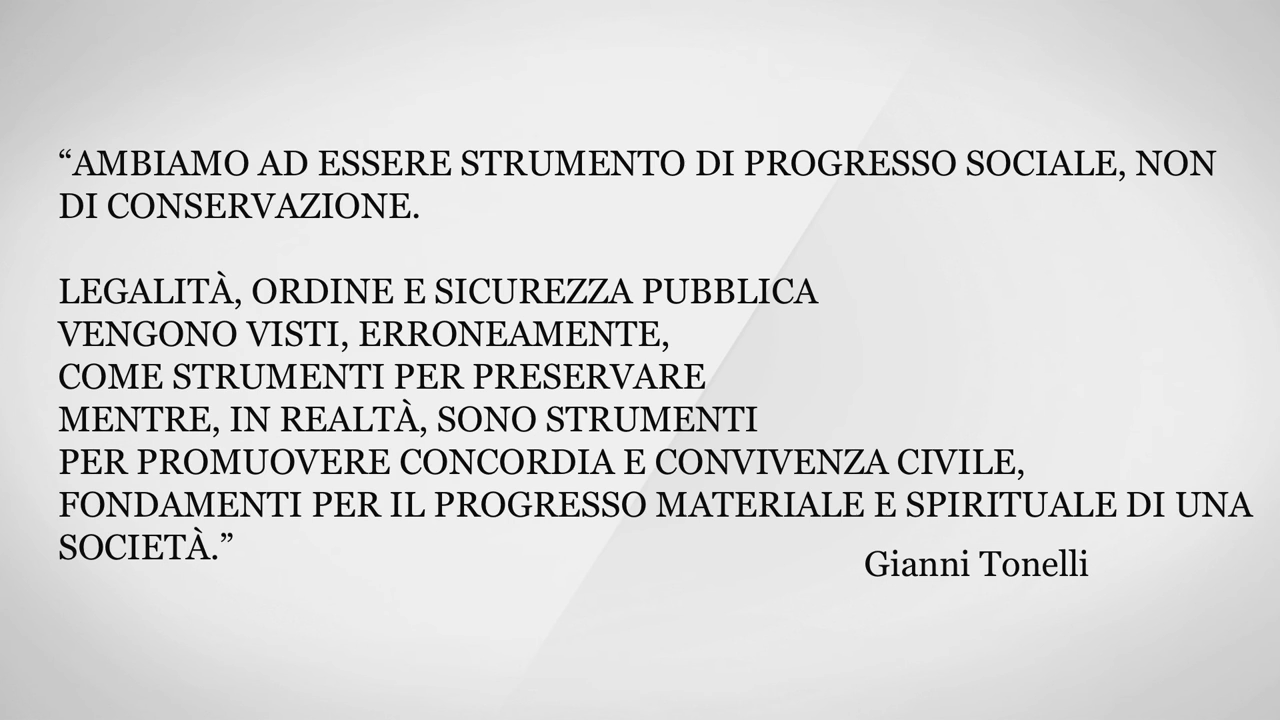 “AMBIAMO AD ESSERE STRUMENTO DI PROGRESSO SOCIALE, NON
DI CONSERVAZIONE.
LEGALITÀ, ORDINE E SICUREZZA PUBBLICA
VENGONO VISTI, ERRONEAMENTE,
COME STRUMENTI PER PRESERVARE
MENTRE, IN REALTÀ, SONO STRUMENTI
PER PROMUOVERE CONCORDIA E CONVIVENZA CIVILE,
FONDAMENTI PER IL PROGRESSO MATERIALE E SPIRITUALE DI UNA
SOCIETÀ.”
Gianni Tonelli